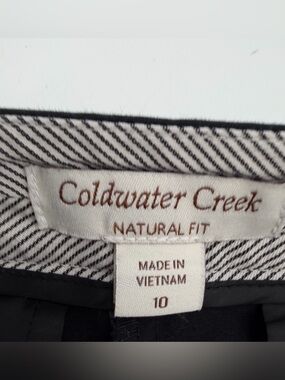 Coldwater Creek
NATURAL FIT
MADE IN
VIETNAM
10